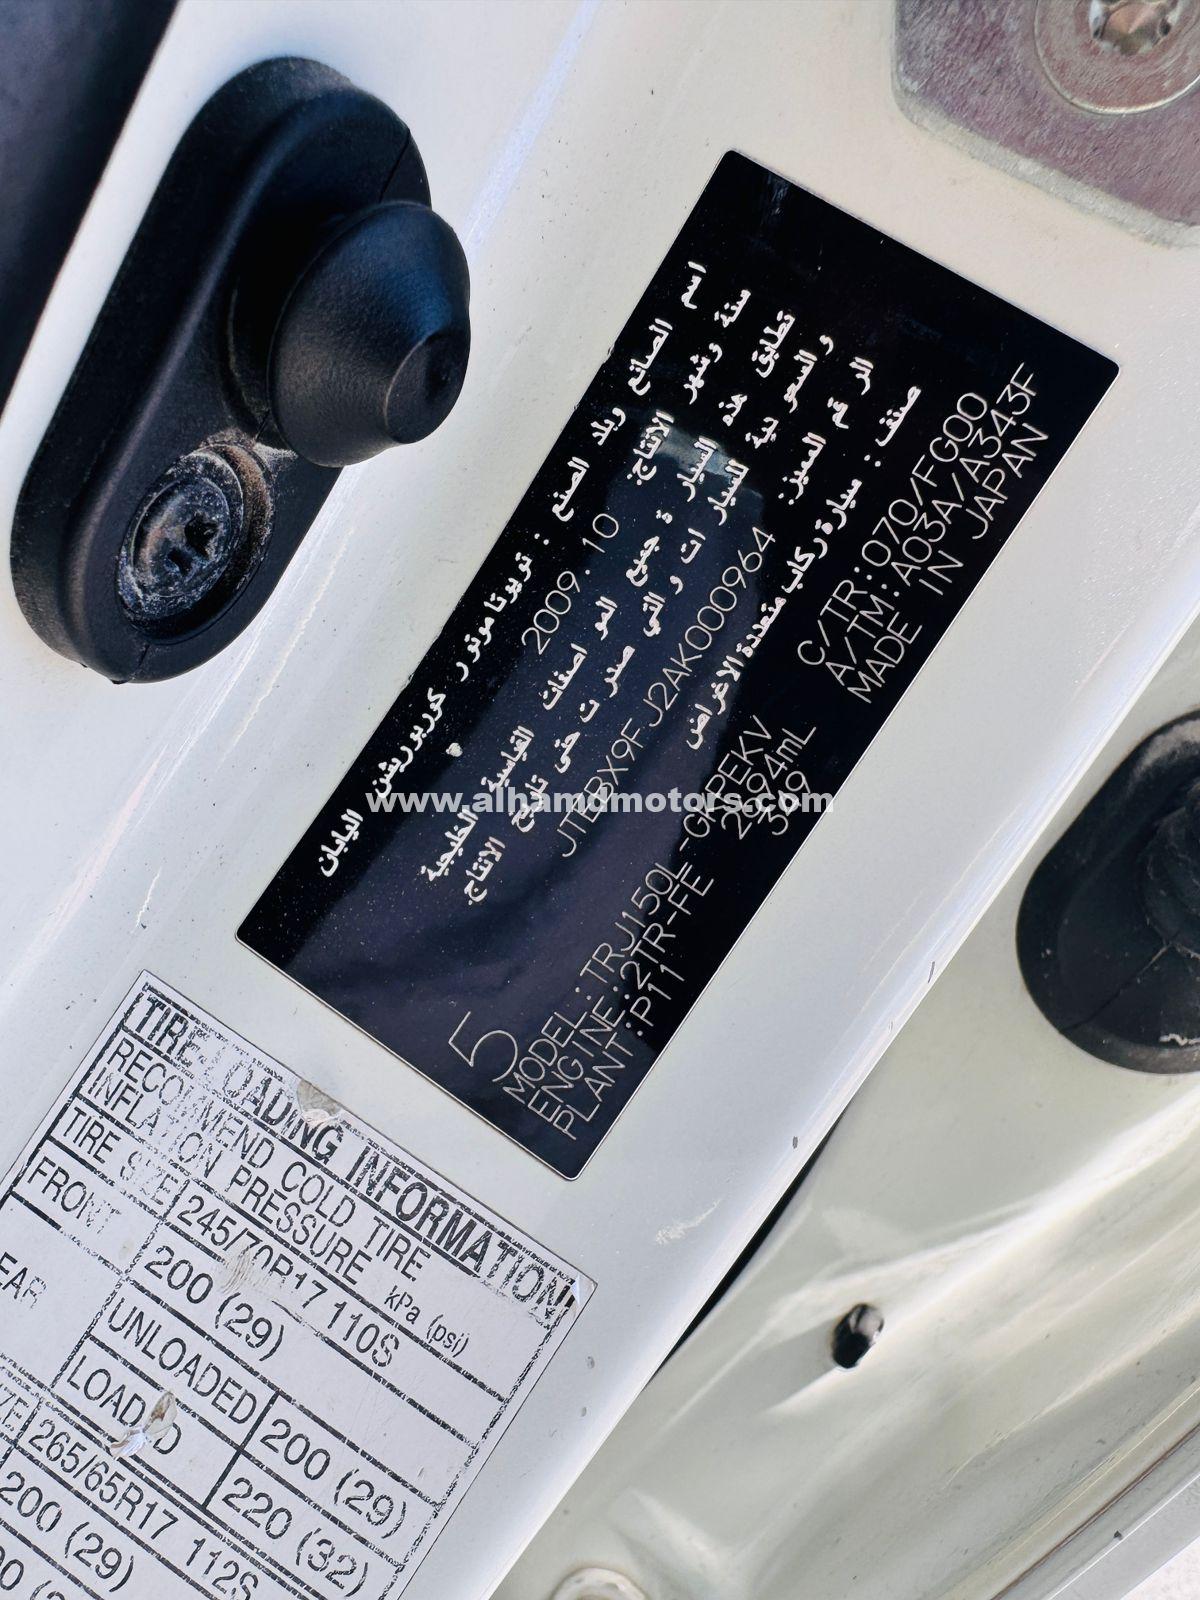 اسم الصانع وبلد الصنع : تويوتا موتور كوربوريشن اليابان
سنة وشهر الانتاج: 2009.10
تطابق هذه السيارة جميع المواصفات القياسية الخليجية
والسعودية للسيارات والتي صدرت حتى تاريخ الانتاج.
الرقم المميز: JTEBX9FJ2AK000964
صنف : سيارة ركاب متعددة الاغراض
5
MODEL:TRJ150L-GKPEKV
ENGINE:2TR-FE 2694mL
PLANT:P11 349
C/TR:070/FG00
A/TM:A03A/A343F
MADE IN JAPAN
www.alhamdmotors.com
TIRE LOADING INFORMATION
RECOMMEND COLD TIRE
INFLATION PRESSURE kPa (psi)
TIRE SIZE 245/70R17 110S
FRONT 200 (29)
UNLOADED 200 (29)
LOADED 220 (32)
265/65R17 112S
200 (29)